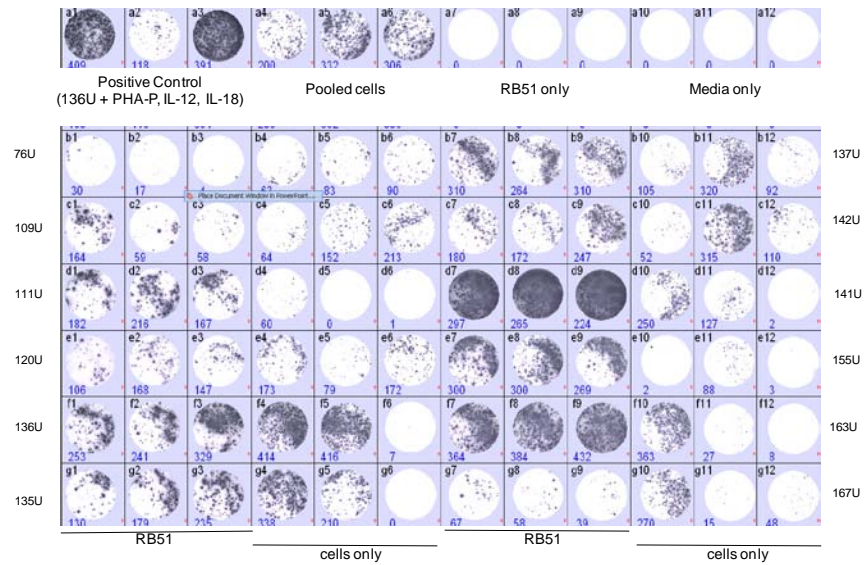 a1 a2 a3 a4 a5 a6 a7 a8 a9 a10 a11 a12
409 118 391 200 332 306 0 0 0 0 0 0
Positive Control
(136U + PHA-P, IL-12, IL-18)
Pooled cells
RB51 only
Media only
76U
b1 b2 b3 b4 b5 b6 b7 b8 b9 b10 b11 b12
137U
30 17 4 62 83 90 310 264 310 105 320 92
Place Document Window in PowerPoint...
109U
c1 c2 c3 c4 c5 c6 c7 c8 c9 c10 c11 c12
142U
164 59 58 64 152 213 180 172 247 52 315 110
111U
d1 d2 d3 d4 d5 d6 d7 d8 d9 d10 d11 d12
141U
182 216 167 60 0 1 297 265 224 250 127 2
120U
e1 e2 e3 e4 e5 e6 e7 e8 e9 e10 e11 e12
155U
106 168 147 173 79 172 300 300 269 2 88 3
136U
f1 f2 f3 f4 f5 f6 f7 f8 f9 f10 f11 f12
163U
253 241 329 414 416 7 364 384 432 363 27 8
135U
g1 g2 g3 g4 g5 g6 g7 g8 g9 g10 g11 g12
167U
130 179 235 338 210 0 67 58 39 270 15 48
RB51
cells only
RB51
cells only